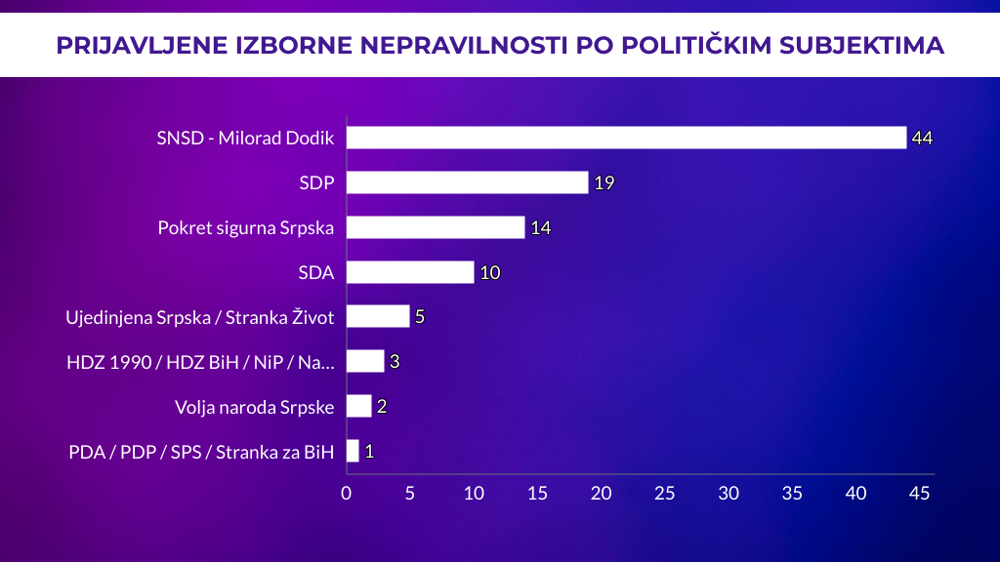 PRIJAVLJENE IZBORNE NEPRAVILNOSTI PO POLITIČKIM SUBJEKTIMA
SNSD - Milorad Dodik 44
SDP 19
Pokret sigurna Srpska 14
SDA 10
Ujedinjena Srpska / Stranka Život 5
HDZ 1990 / HDZ BiH / NiP / Na... 3
Volja naroda Srpske 2
PDA / PDP / SPS / Stranka za BiH 1
0 5 10 15 20 25 30 35 40 45